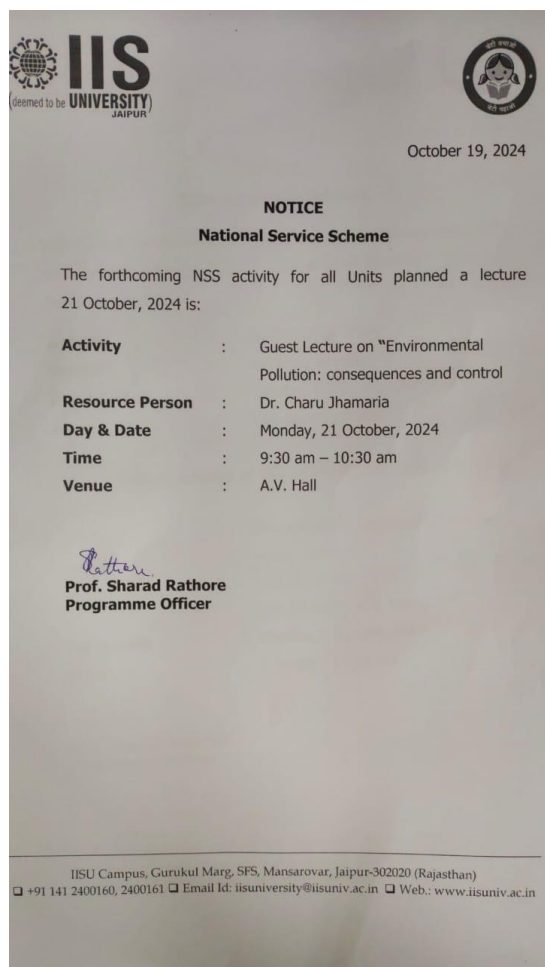 IIS
(deemed to be UNIVERSITY)
JAIPUR
बेटी बचाओ
बेटी पढ़ाओ
October 19, 2024
NOTICE
National Service Scheme
The forthcoming NSS activity for all Units planned a lecture
21 October, 2024 is:
Activity : Guest Lecture on "Environmental
Pollution: consequences and control
Resource Person : Dr. Charu Jhamaria
Day & Date : Monday, 21 October, 2024
Time : 9:30 am – 10:30 am
Venue : A.V. Hall
Rathore
Prof. Sharad Rathore
Programme Officer
IISU Campus, Gurukul Marg, SFS, Mansarovar, Jaipur-302020 (Rajasthan)
❏ +91 141 2400160, 2400161 ❏ Email Id: iisuniversity@iisuniv.ac.in ❏ Web.: www.iisuniv.ac.in